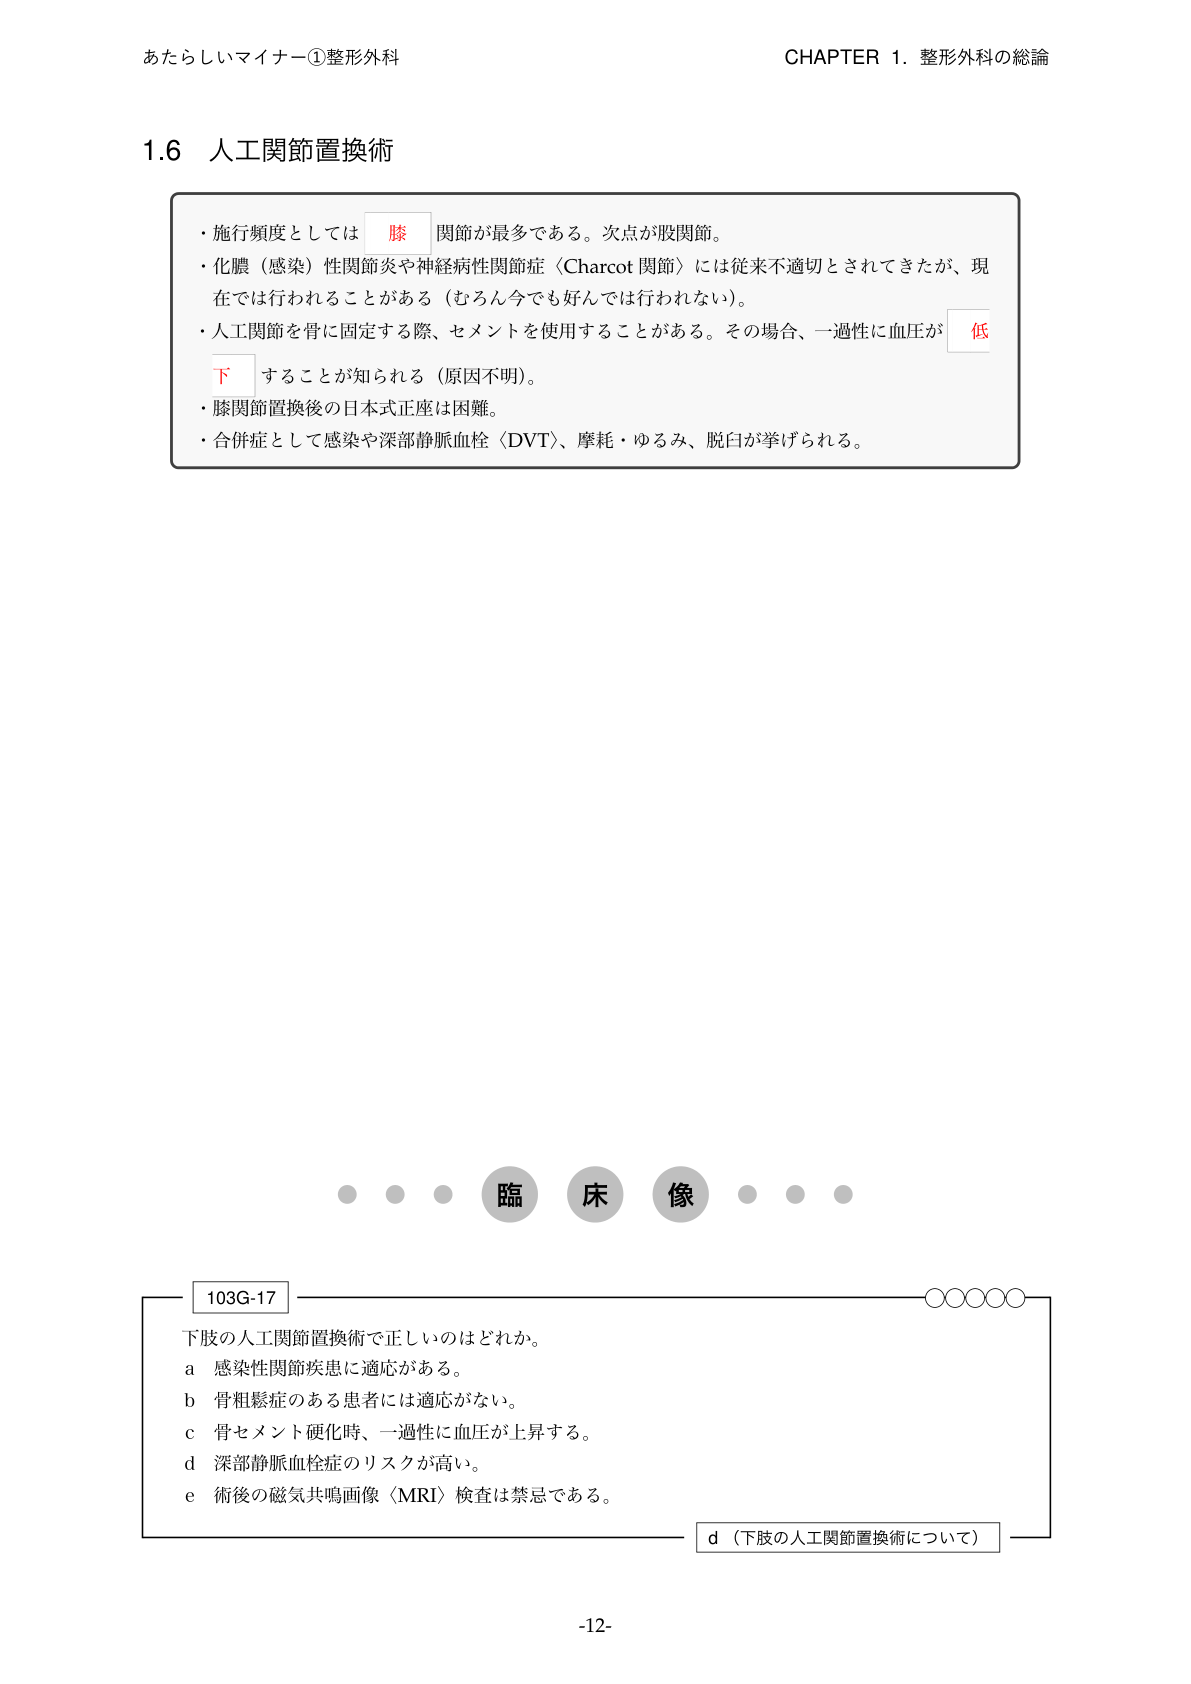 あたらしいマイナー①整形外科
CHAPTER 1. 整形外科の総論
1.6 人工関節置換術
・施行頻度としては 膝 関節が最多である。次点が股関節。
・化膿（感染）性関節炎や神経病性関節症〈Charcot 関節〉には従来不適切とされてきたが、現
在では行われることがある（むろん今でも好んでは行われない）。
・人工関節を骨に固定する際、セメントを使用することがある。その場合、一過性に血圧が 低
下 することが知られる（原因不明）。
・膝関節置換後の日本式正座は困難。
・合併症として感染や深部静脈血栓〈DVT〉、摩耗・ゆるみ、脱臼が挙げられる。
臨床像
103G-17
○○○○○
下肢の人工関節置換術で正しいのはどれか。
a 感染性関節疾患に適応がある。
b 骨粗鬆症のある患者には適応がない。
c 骨セメント硬化時、一過性に血圧が上昇する。
d 深部静脈血栓症のリスクが高い。
e 術後の磁気共鳴画像〈MRI〉検査は禁忌である。
d （下肢の人工関節置換術について）
-12-